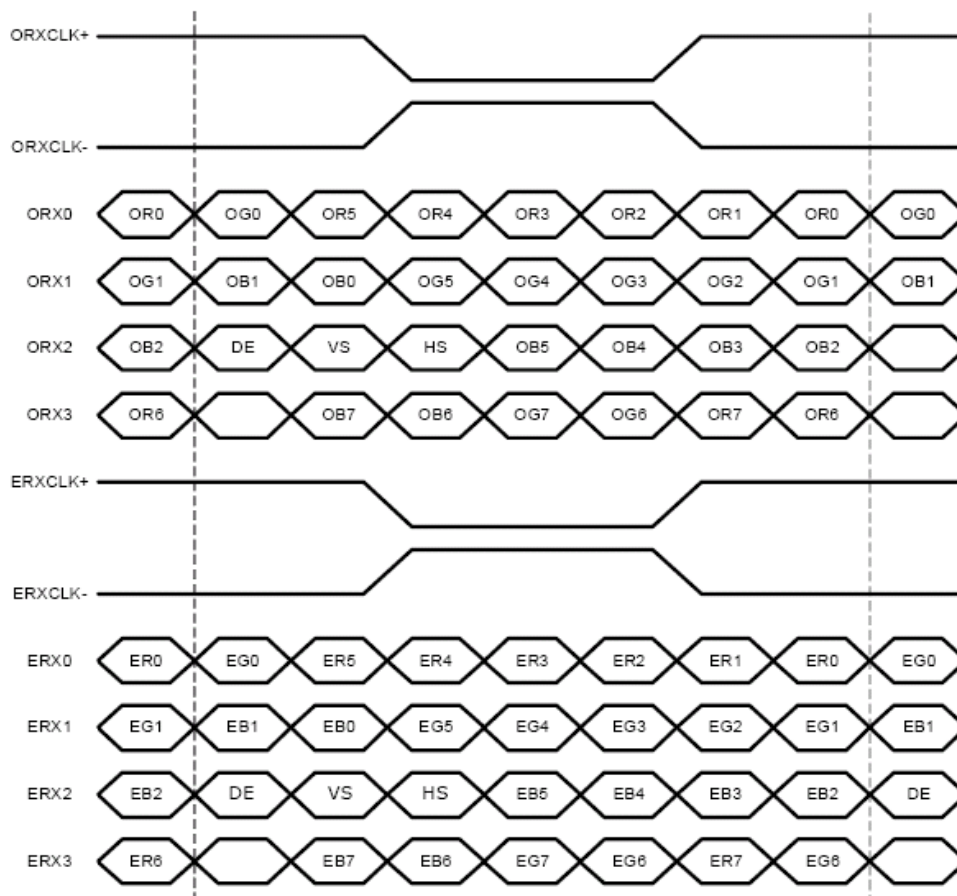 ORXCLK+
ORXCLK-
ORX0 OR0 OG0 OR5 OR4 OR3 OR2 OR1 OR0 OG0
ORX1 OG1 OB1 OB0 OG5 OG4 OG3 OG2 OG1 OB1
ORX2 OB2 DE VS HS OB5 OB4 OB3 OB2
ORX3 OR6 OB7 OB6 OG7 OG6 OR7 OR6
ERXCLK+
ERXCLK-
ERX0 ER0 EG0 ER5 ER4 ER3 ER2 ER1 ER0 EG0
ERX1 EG1 EB1 EB0 EG5 EG4 EG3 EG2 EG1 EB1
ERX2 EB2 DE VS HS EB5 EB4 EB3 EB2 DE
ERX3 ER6 EB7 EB6 EG7 EG6 ER7 EG6